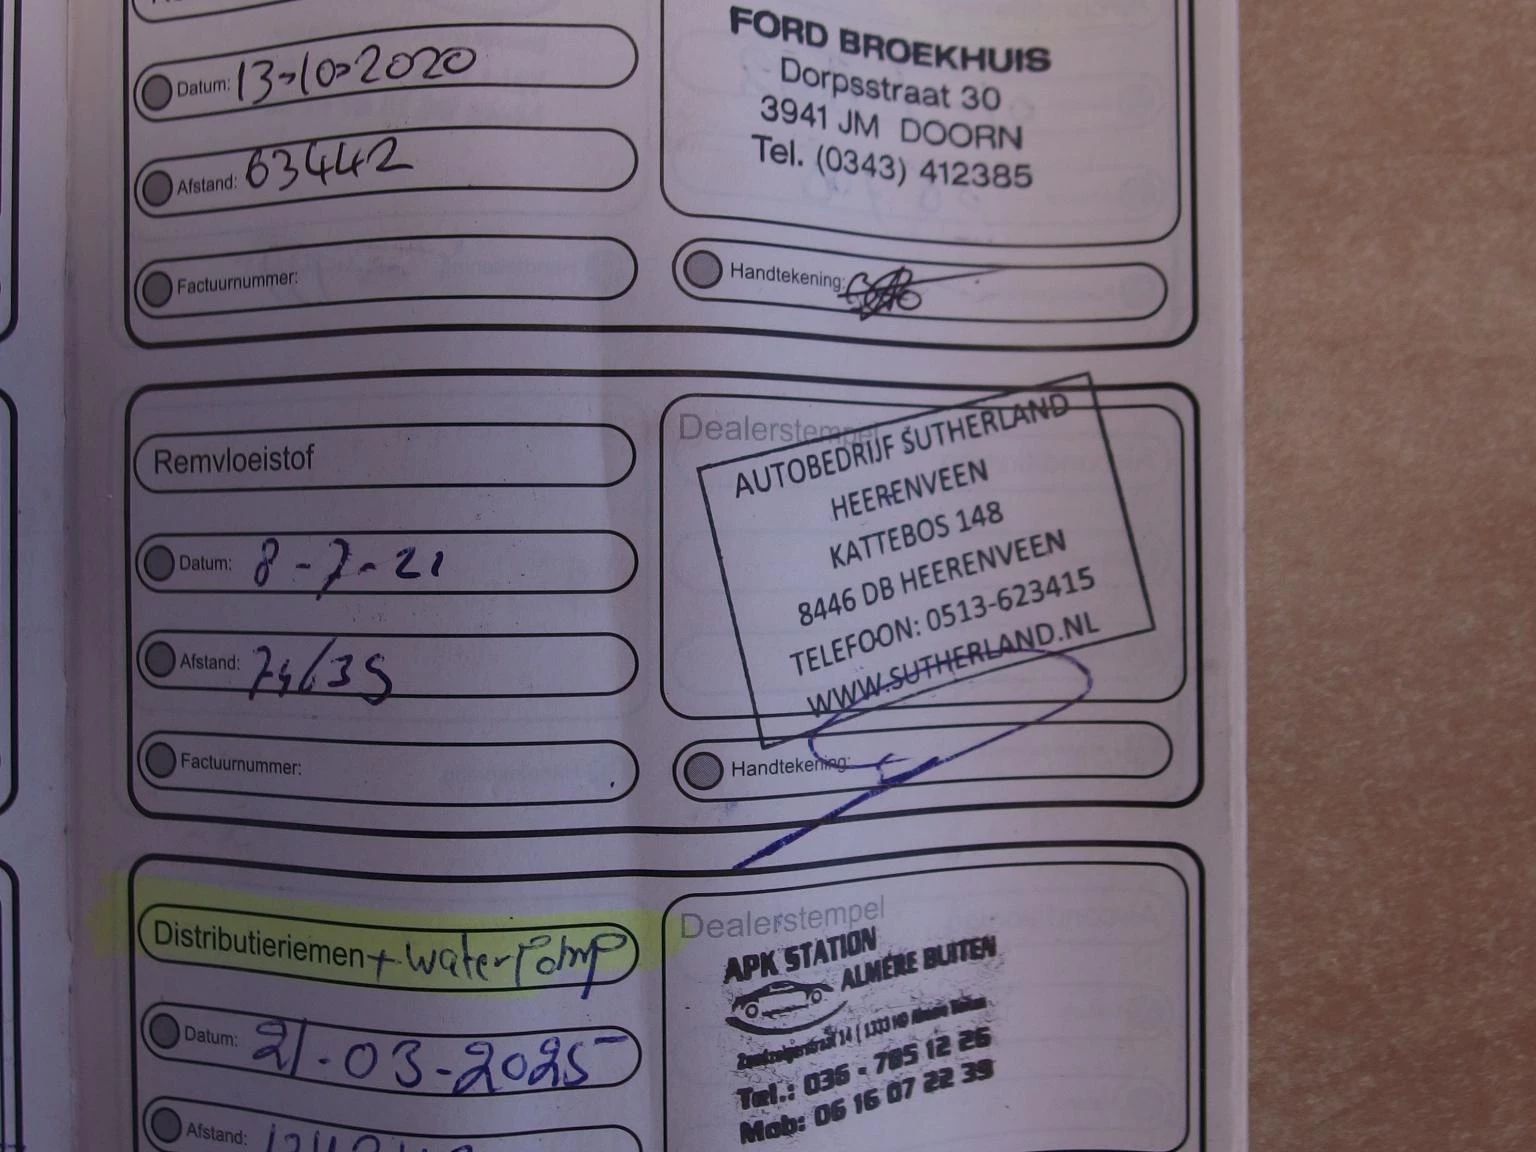 Datum: 13-10-2020
Afstand: 63442
Factuurnummer:
FORD BROEKHUIS
Dorpsstraat 30
3941 JM DOORN
Tel. (0343) 412385
Handtekening:
Remvloeistof
Datum: 8-7-21
Afstand:
Factuurnummer:
Dealerstempel
AUTOBEDRIJF SUTHERLAND
HEERENVEEN
KATTEBOS 148
8446 DB HEERENVEEN
TELEFOON: 0513-623415
WWW.SUTHERLAND.NL
Handtekening:
Distributieriemen + waterpomp
Datum: 21-03-2025
Afstand:
Dealerstempel
APK STATION
ALMERE BUITEN
Tel.: 036 - 785 12 26
Mob: 06 16 07 22 39